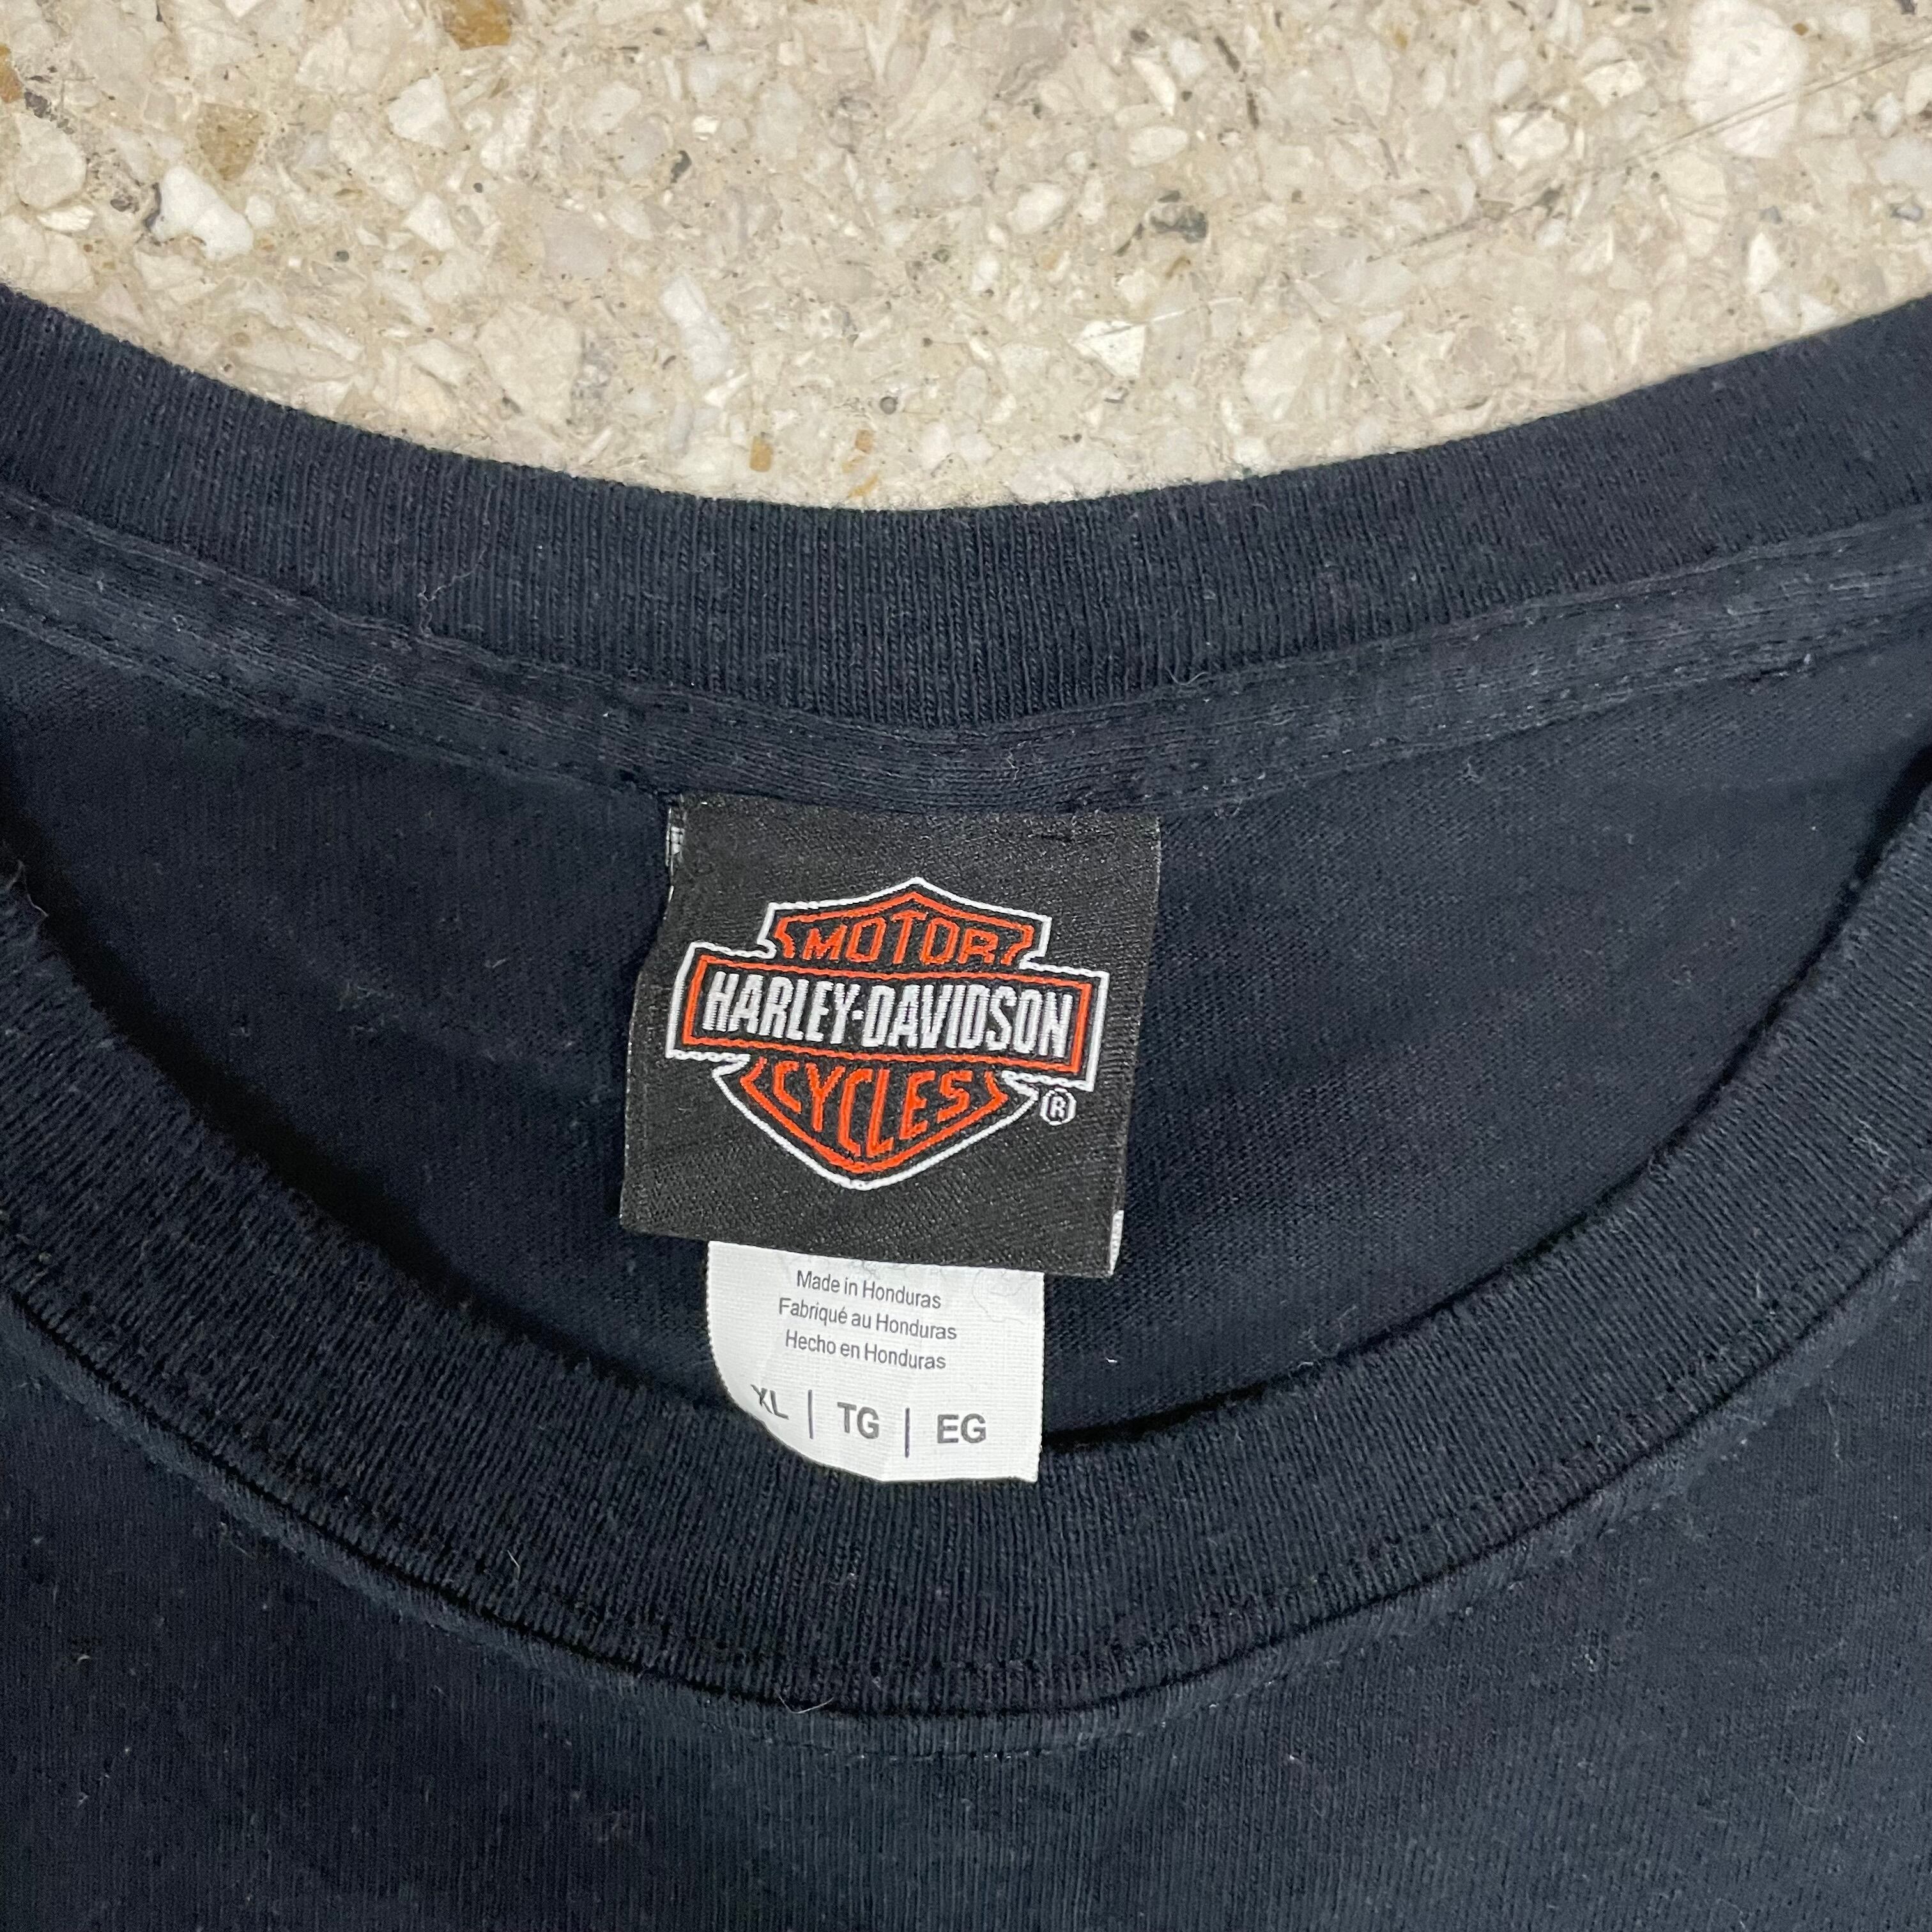 MOTOR
HARLEY-DAVIDSON
CYCLES
®
Made in Honduras
Fabriqué au Honduras
Hecho en Honduras
XL | TG | EG